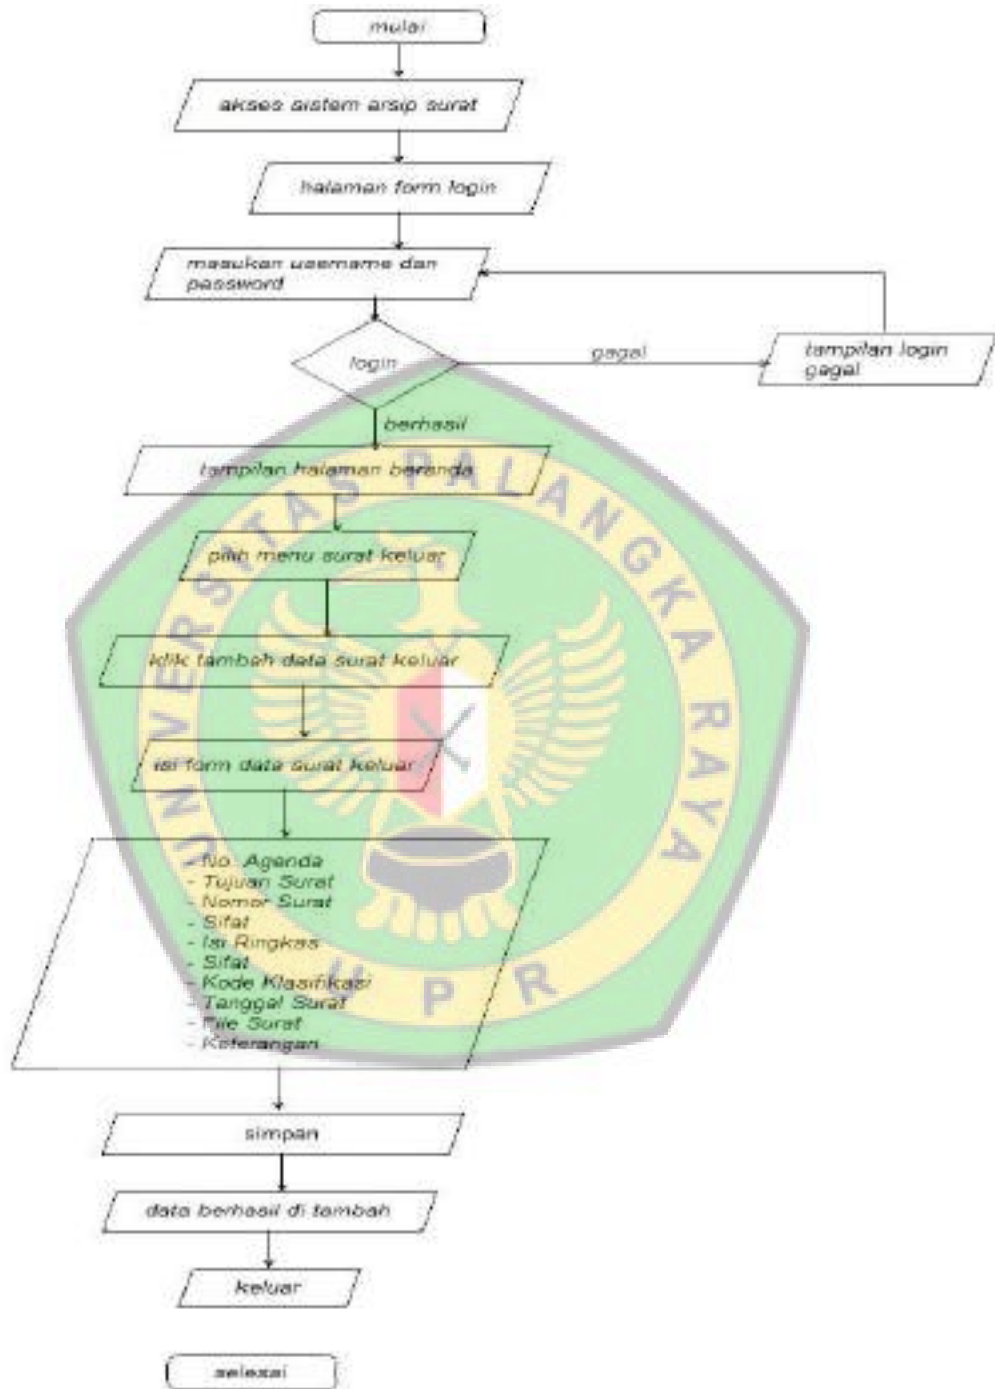 mulai
akses sistem arsip surat
halaman form login
masukan username dan
password
login
gagal
tampilan login
gagal
berhasil
tampilan halaman beranda
pilih menu surat keluar
klik tambah data surat keluar
isi form data surat keluar
- No. Agenda
- Tujuan Surat
- Nomor Surat
- Sifat
- Isi Ringkas
- Sifat
- Kode Klasifikasi
- Tanggal Surat
- File Surat
- Keterangan
simpan
data berhasil di tambah
keluar
selesai
UNIVERSITAS PALANGKA RAYA
UPR